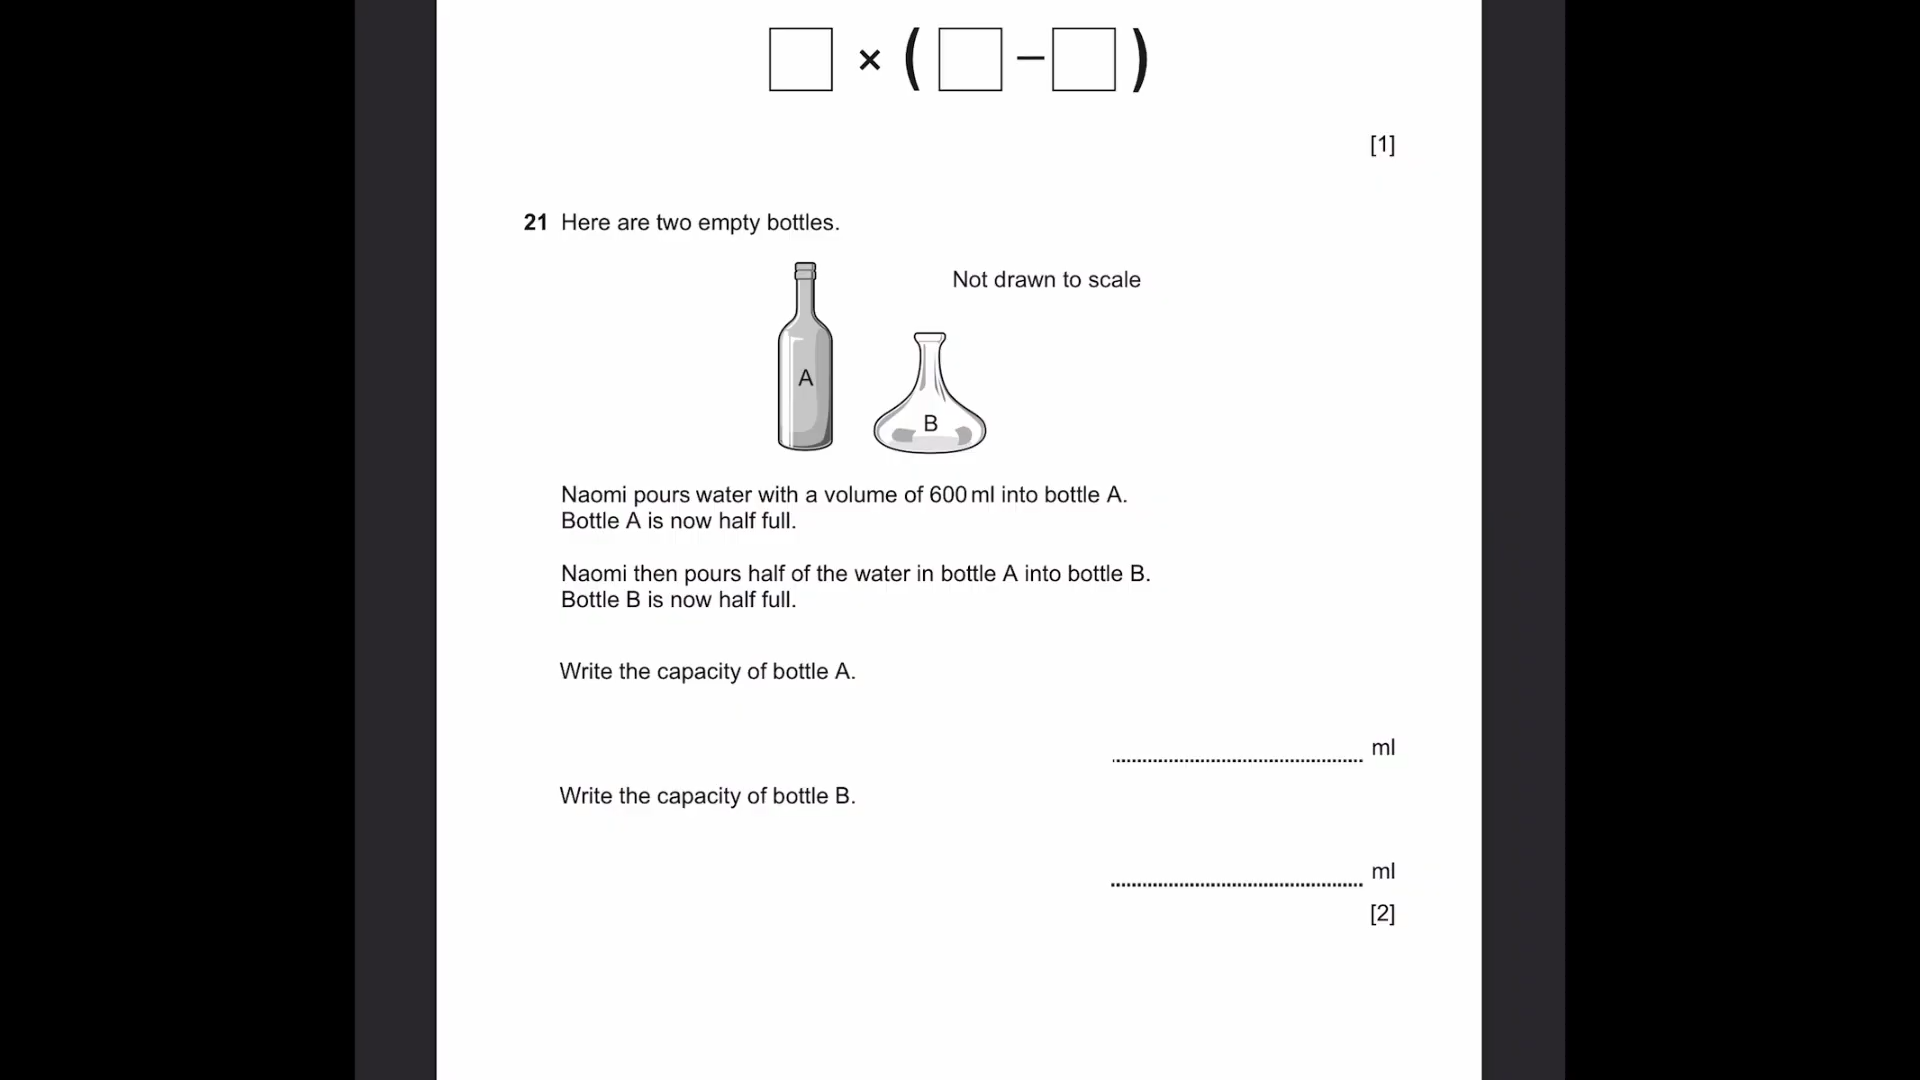 × ( − )
[1]
21 Here are two empty bottles.
Not drawn to scale
A
B
Naomi pours water with a volume of 600 ml into bottle A.
Bottle A is now half full.
Naomi then pours half of the water in bottle A into bottle B.
Bottle B is now half full.
Write the capacity of bottle A.
ml
Write the capacity of bottle B.
ml
[2]